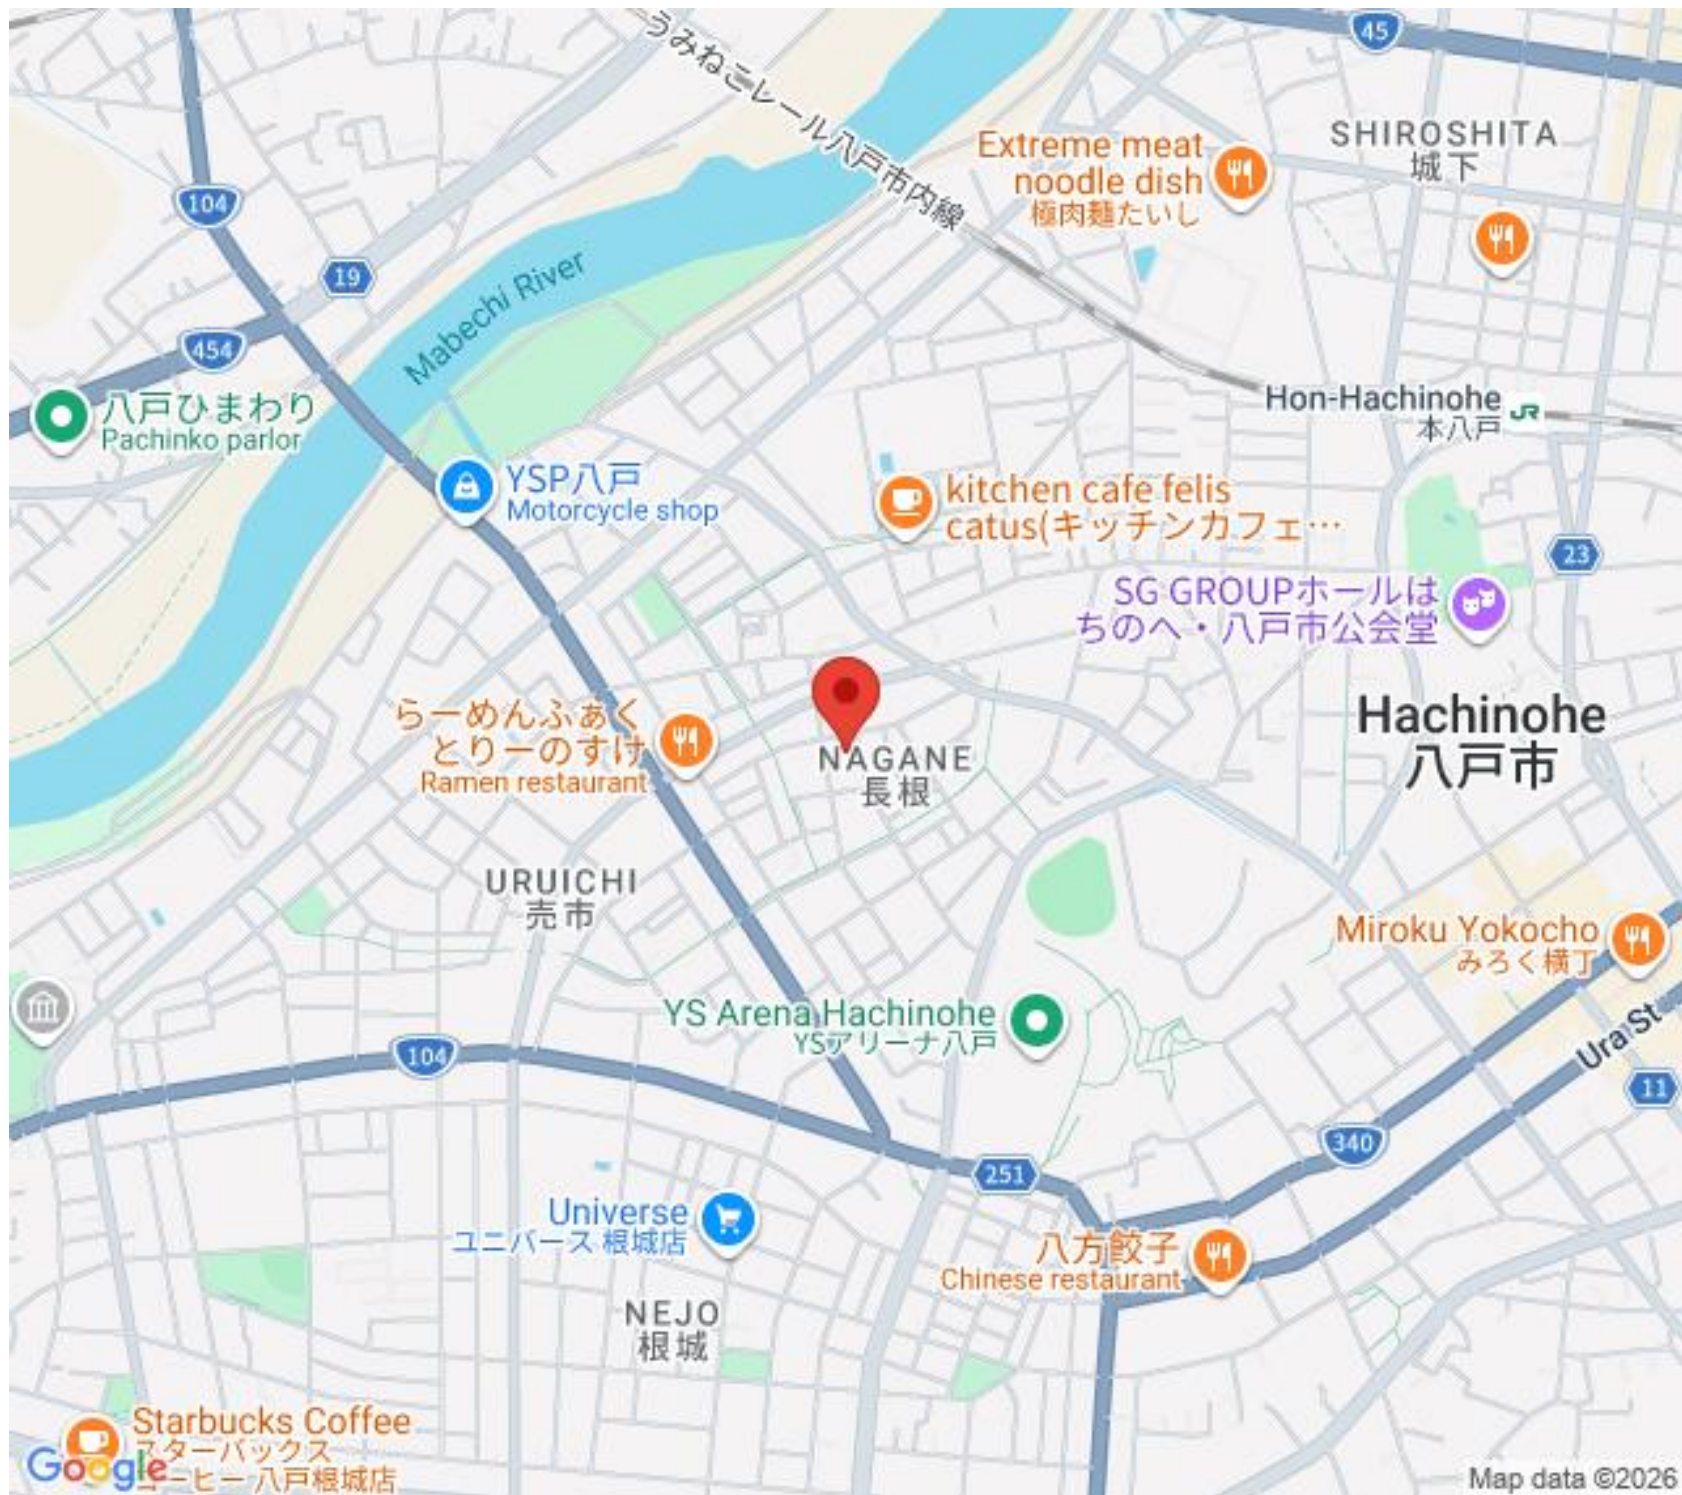 45
うみねこレール八戸市内線
SHIROSHITA
城下
Extreme meat
noodle dish
極肉麺たいし
104
19
Mabechi River
454
八戸ひまわり
Pachinko parlor
Hon-Hachinohe
本八戸
JR
YSP八戸
Motorcycle shop
kitchen cafe felis
catus(キッチンカフェ…
23
SG GROUPホールは
ちのへ・八戸市公会堂
Hachinohe
八戸市
らーめんふぁく
とりーのすけ
Ramen restaurant
NAGANE
長根
URUICHI
売市
Miroku Yokocho
みろく横丁
YS Arena Hachinohe
YSアリーナ八戸
Ura St
104
11
340
251
Universe
ユニバース 根城店
八方餃子
Chinese restaurant
NEJO
根城
Starbucks Coffee
スターバックス
コーヒー 八戸根城店
Google
Map data ©2026